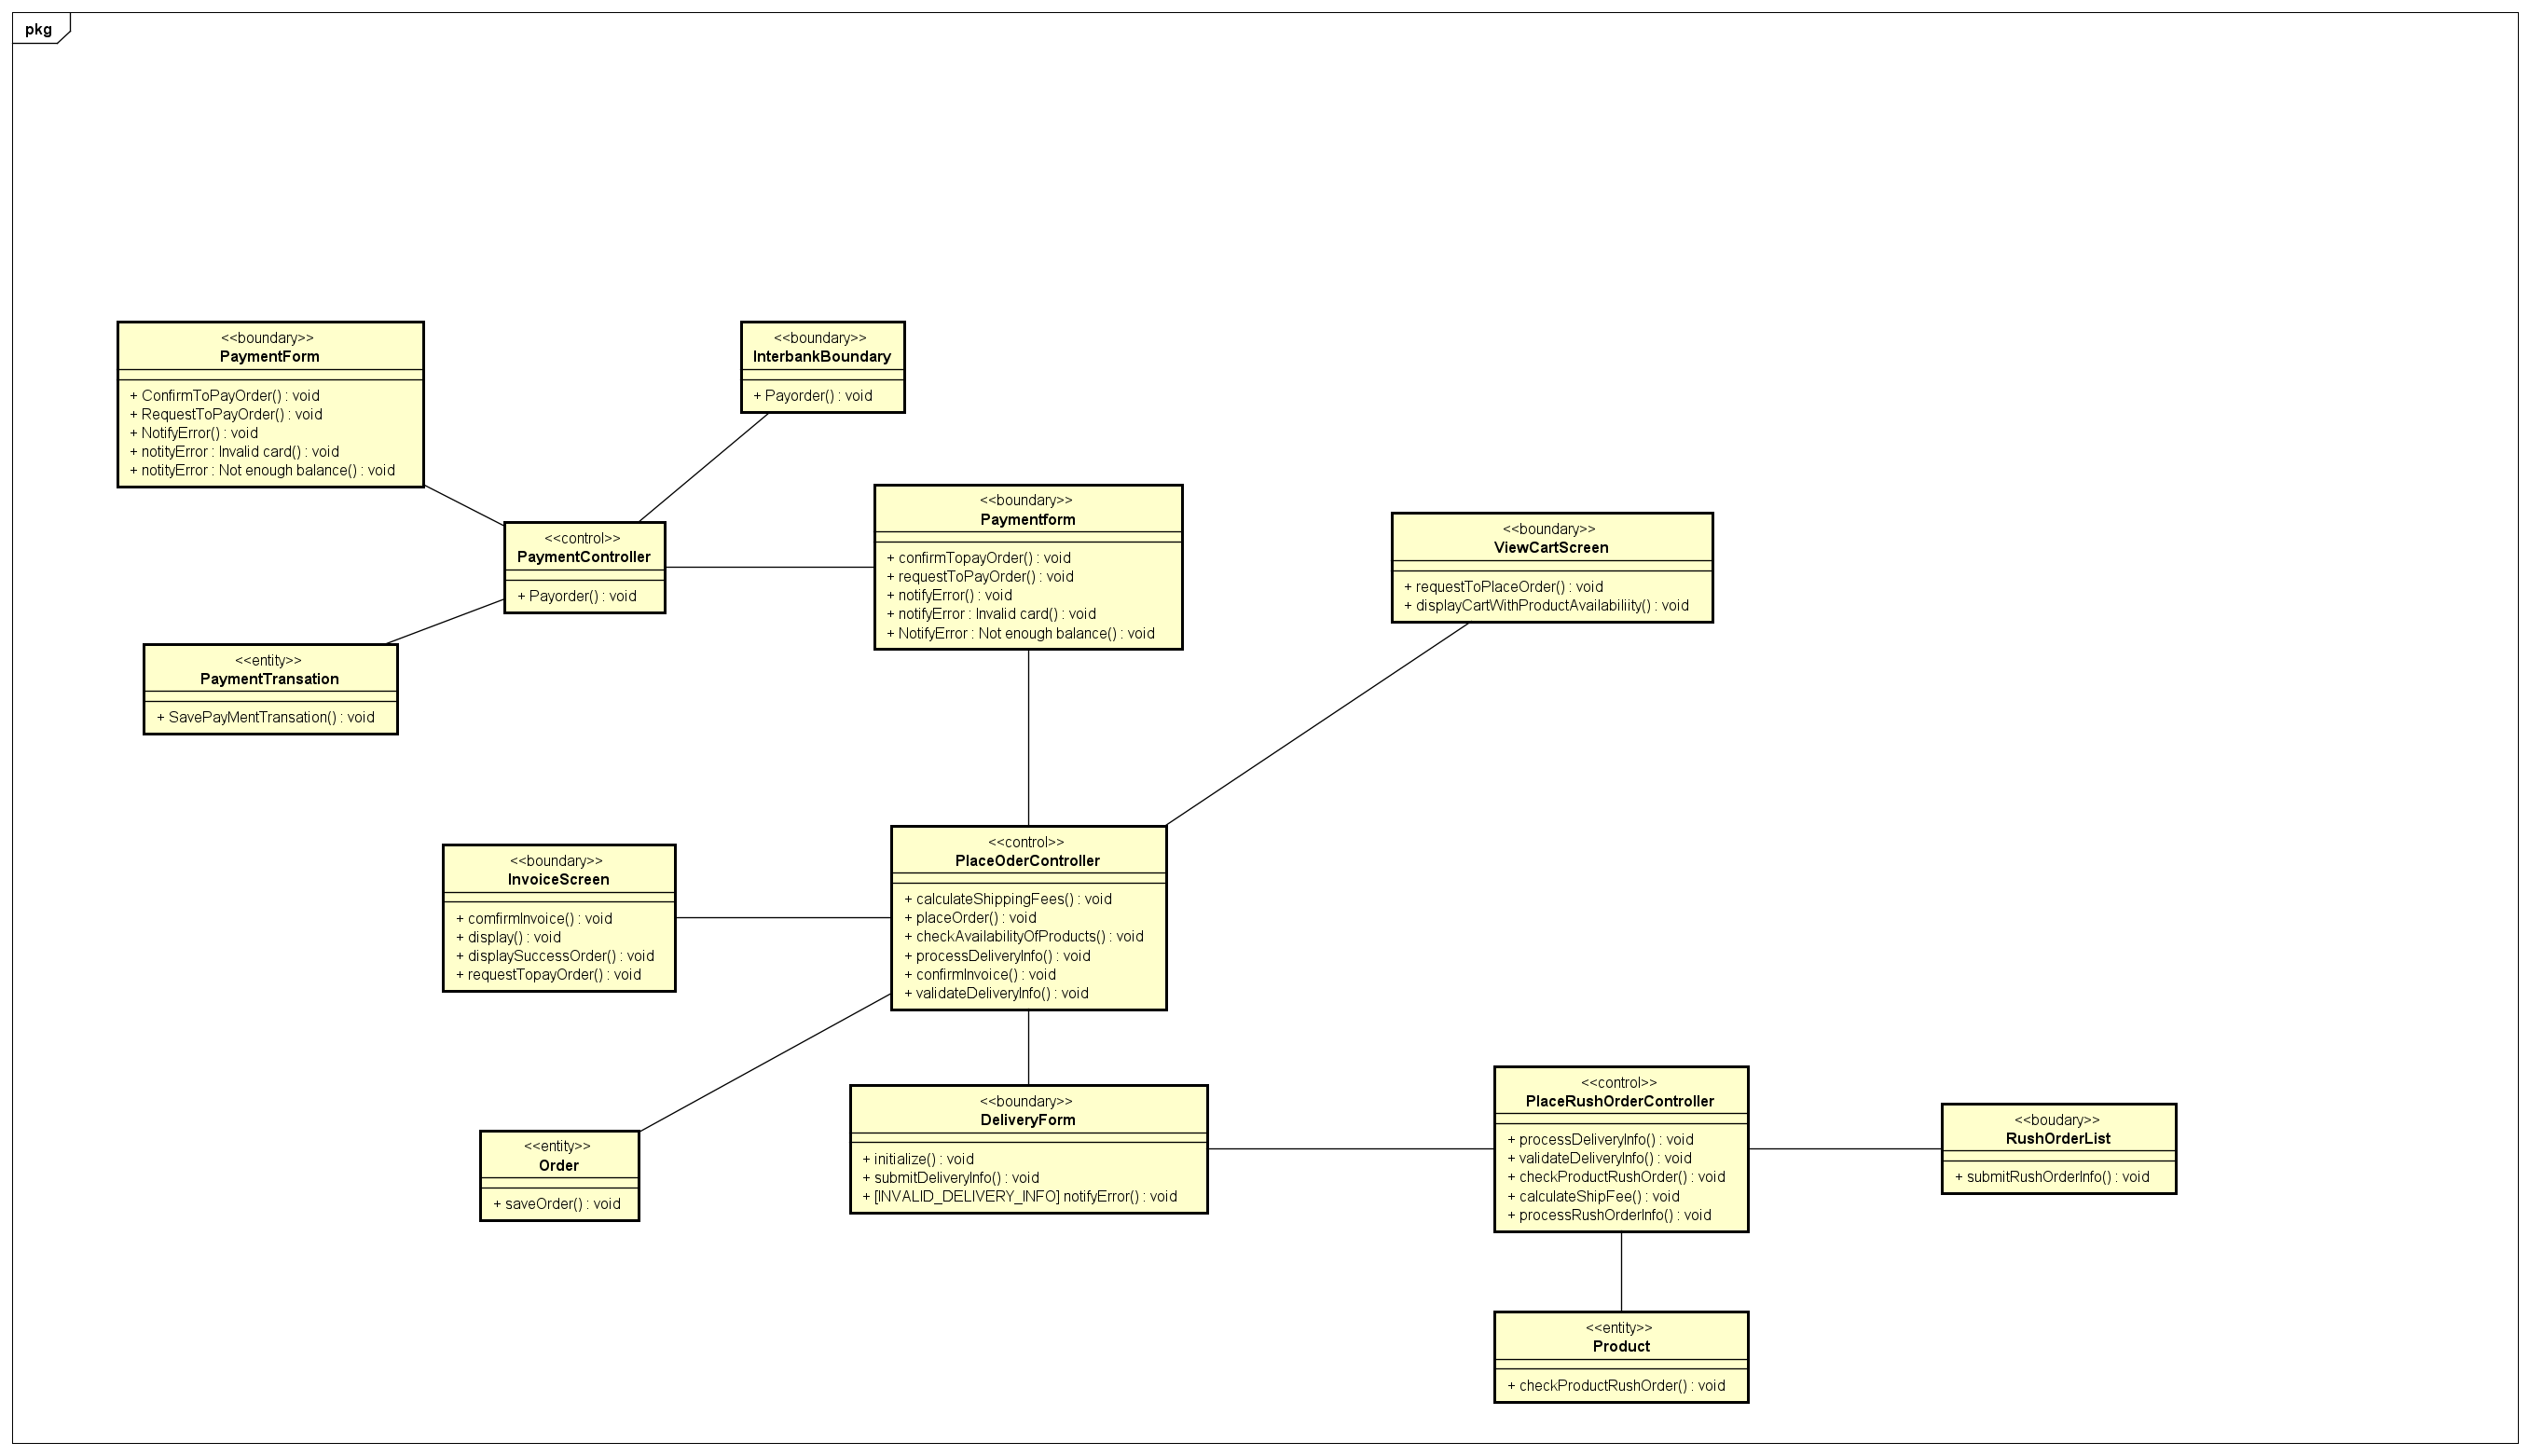 pkg
<<boundary>>
PaymentForm
+ ConfirmToPayOrder() : void
+ RequestToPayOrder() : void
+ NotifyError() : void
+ notityError : Invalid card() : void
+ notityError : Not enough balance() : void
<<boundary>>
InterbankBoundary
+ Payorder() : void
<<control>>
PaymentController
+ Payorder() : void
<<boundary>>
Paymentform
+ confirmTopayOrder() : void
+ requestToPayOrder() : void
+ notifyError() : void
+ notifyError : Invalid card() : void
+ NotifyError : Not enough balance() : void
<<boundary>>
ViewCartScreen
+ requestToPlaceOrder() : void
+ displayCartWithProductAvailabiliity() : void
<<entity>>
PaymentTransation
+ SavePayMentTransation() : void
<<boundary>>
InvoiceScreen
+ comfirmInvoice() : void
+ display() : void
+ displaySuccessOrder() : void
+ requestTopayOrder() : void
<<control>>
PlaceOderController
+ calculateShippingFees() : void
+ placeOrder() : void
+ checkAvailabilityOfProducts() : void
+ processDeliveryInfo() : void
+ confirmInvoice() : void
+ validateDeliveryInfo() : void
<<entity>>
Order
+ saveOrder() : void
<<boundary>>
DeliveryForm
+ initialize() : void
+ submitDeliveryInfo() : void
+ [INVALID_DELIVERY_INFO] notifyError() : void
<<control>>
PlaceRushOrderController
+ processDeliveryInfo() : void
+ validateDeliveryInfo() : void
+ checkProductRushOrder() : void
+ calculateShipFee() : void
+ processRushOrderInfo() : void
<<boudary>>
RushOrderList
+ submitRushOrderInfo() : void
<<entity>>
Product
+ checkProductRushOrder() : void